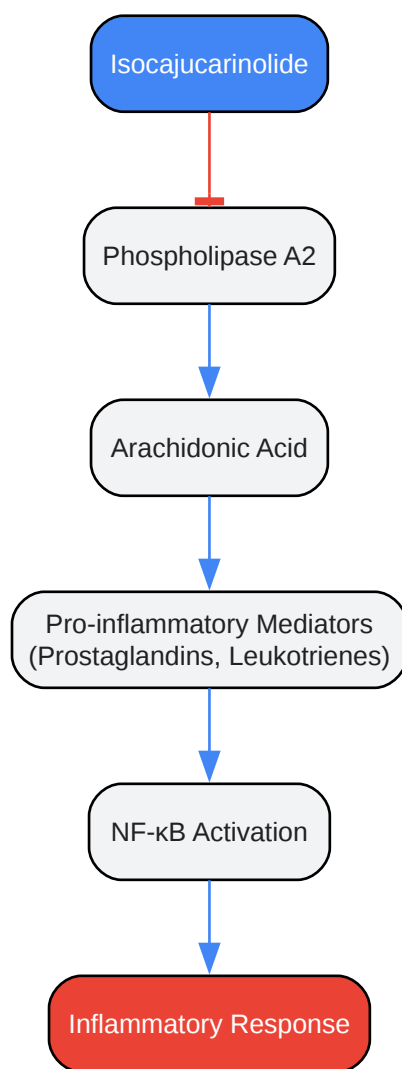 Isocajucarinolide
Phospholipase A2
Arachidonic Acid
Pro-inflammatory Mediators
(Prostaglandins, Leukotrienes)
NF-κB Activation
Inflammatory Response